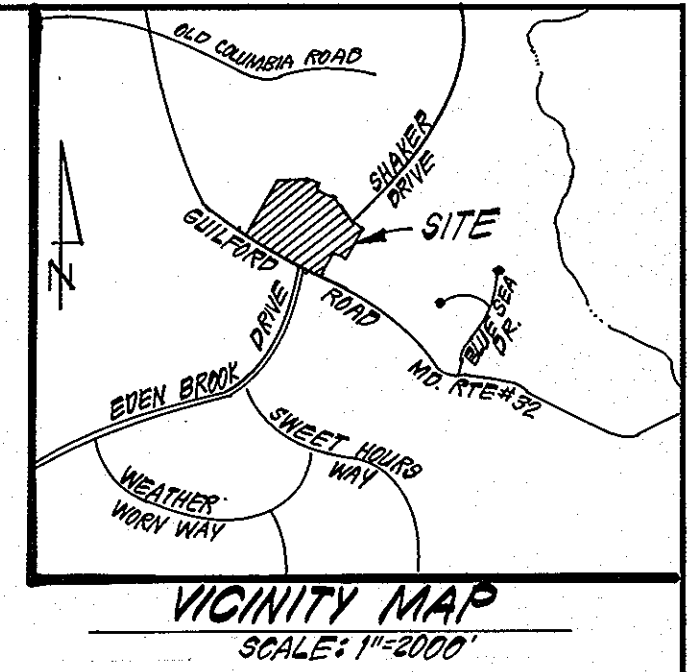 OLD COLUMBIA ROAD
SHAKER
DRIVE
SITE
GUILFORD
ROAD
N
DRIVE
BLUE SEA
DR.
MD. RTE#32
EDEN BROOK
SWEET HOURS
WAY
WEATHER
WORN WAY
VICINITY MAP
SCALE: 1"=2000'